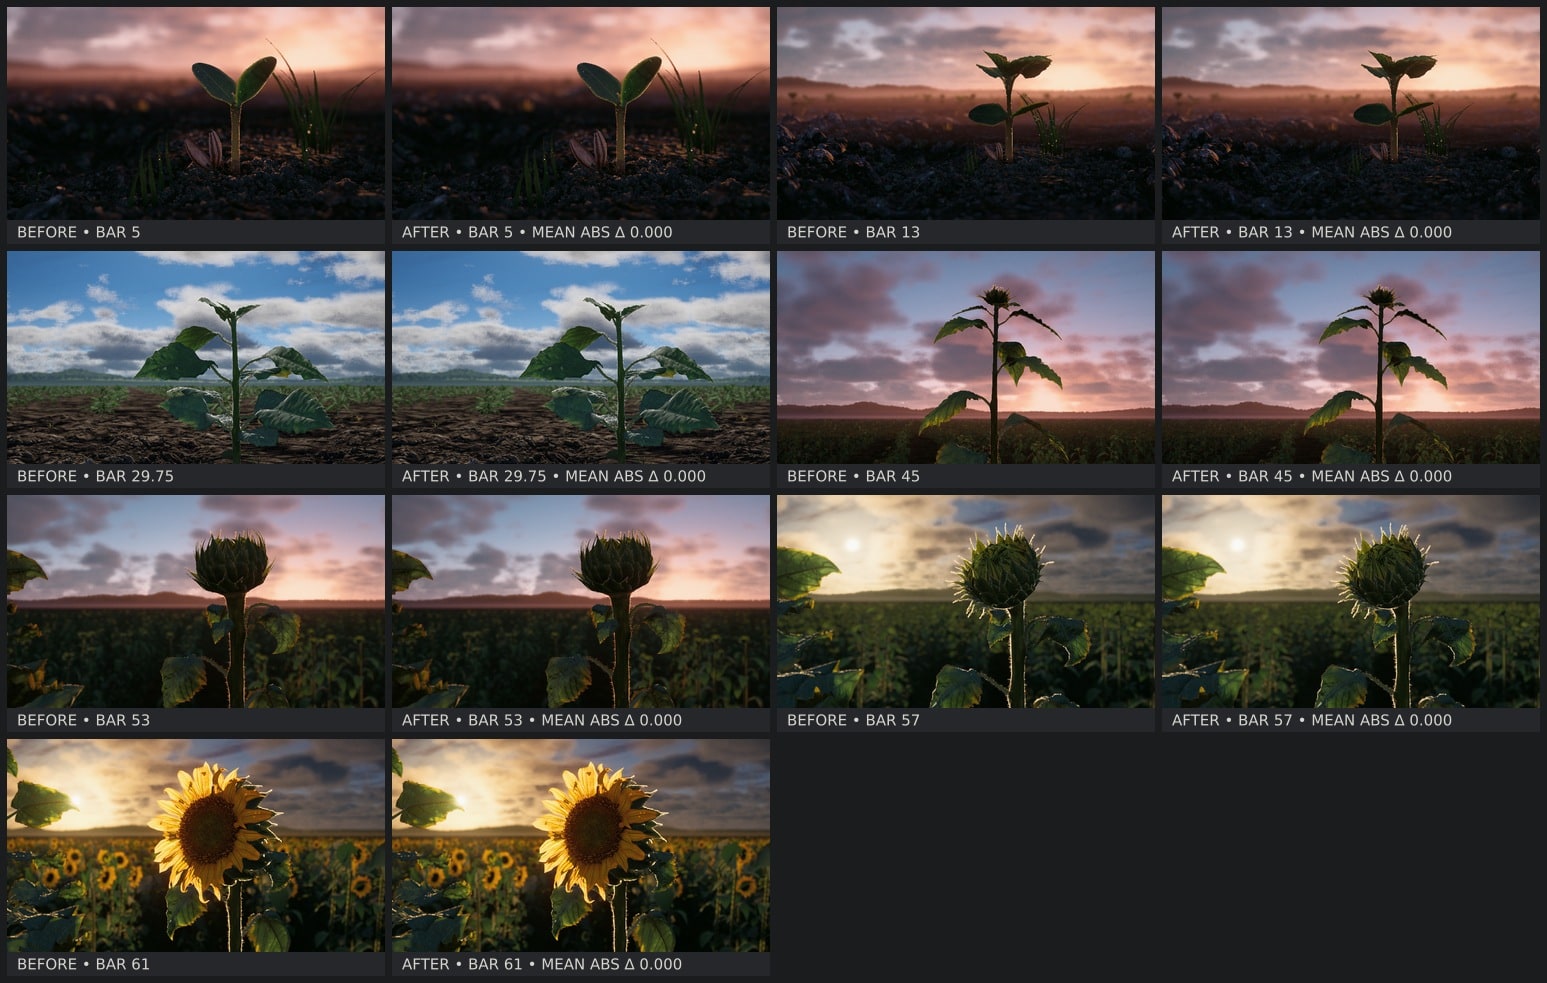 BEFORE • BAR 5
AFTER • BAR 5 • MEAN ABS Δ 0.000
BEFORE • BAR 13
AFTER • BAR 13 • MEAN ABS Δ 0.000
BEFORE • BAR 29.75
AFTER • BAR 29.75 • MEAN ABS Δ 0.000
BEFORE • BAR 45
AFTER • BAR 45 • MEAN ABS Δ 0.000
BEFORE • BAR 53
AFTER • BAR 53 • MEAN ABS Δ 0.000
BEFORE • BAR 57
AFTER • BAR 57 • MEAN ABS Δ 0.000
BEFORE • BAR 61
AFTER • BAR 61 • MEAN ABS Δ 0.000